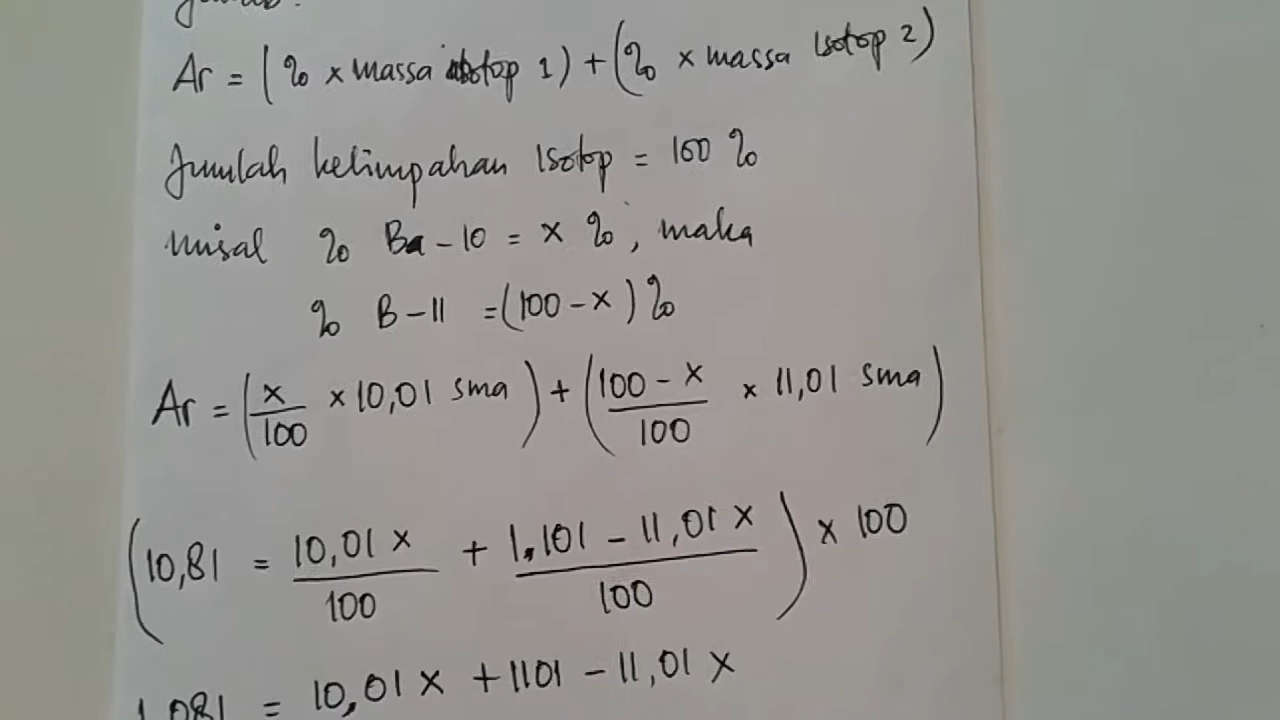 Ar = (% x massa isotop 1) + (% x massa Isotop 2)
Jumlah kelimpahan Isotop = 100 %
misal % Ba - 10 = x %, maka
% B - 11 = (100 - x) %
Ar = (x/100 x 10,01 sma) + (100 - x/100 x 11,01 sma)
(10,81 = 10,01 x/100 + 1.101 - 11,01 x/100) x 100
1.081 = 10,01 x + 1101 - 11,01 x